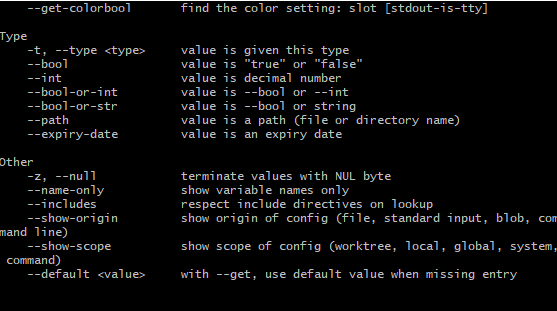 --get-colorbool find the color setting: slot [stdout-is-tty]
Type
-t, --type <type> value is given this type
--bool value is "true" or "false"
--int value is decimal number
--bool-or-int value is --bool or --int
--bool-or-str value is --bool or string
--path value is a path (file or directory name)
--expiry-date value is an expiry date
Other
-z, --null terminate values with NUL byte
--name-only show variable names only
--includes respect include directives on lookup
--show-origin show origin of config (file, standard input, blob, com
mand line)
--show-scope show scope of config (worktree, local, global, system,
command)
--default <value> with --get, use default value when missing entry